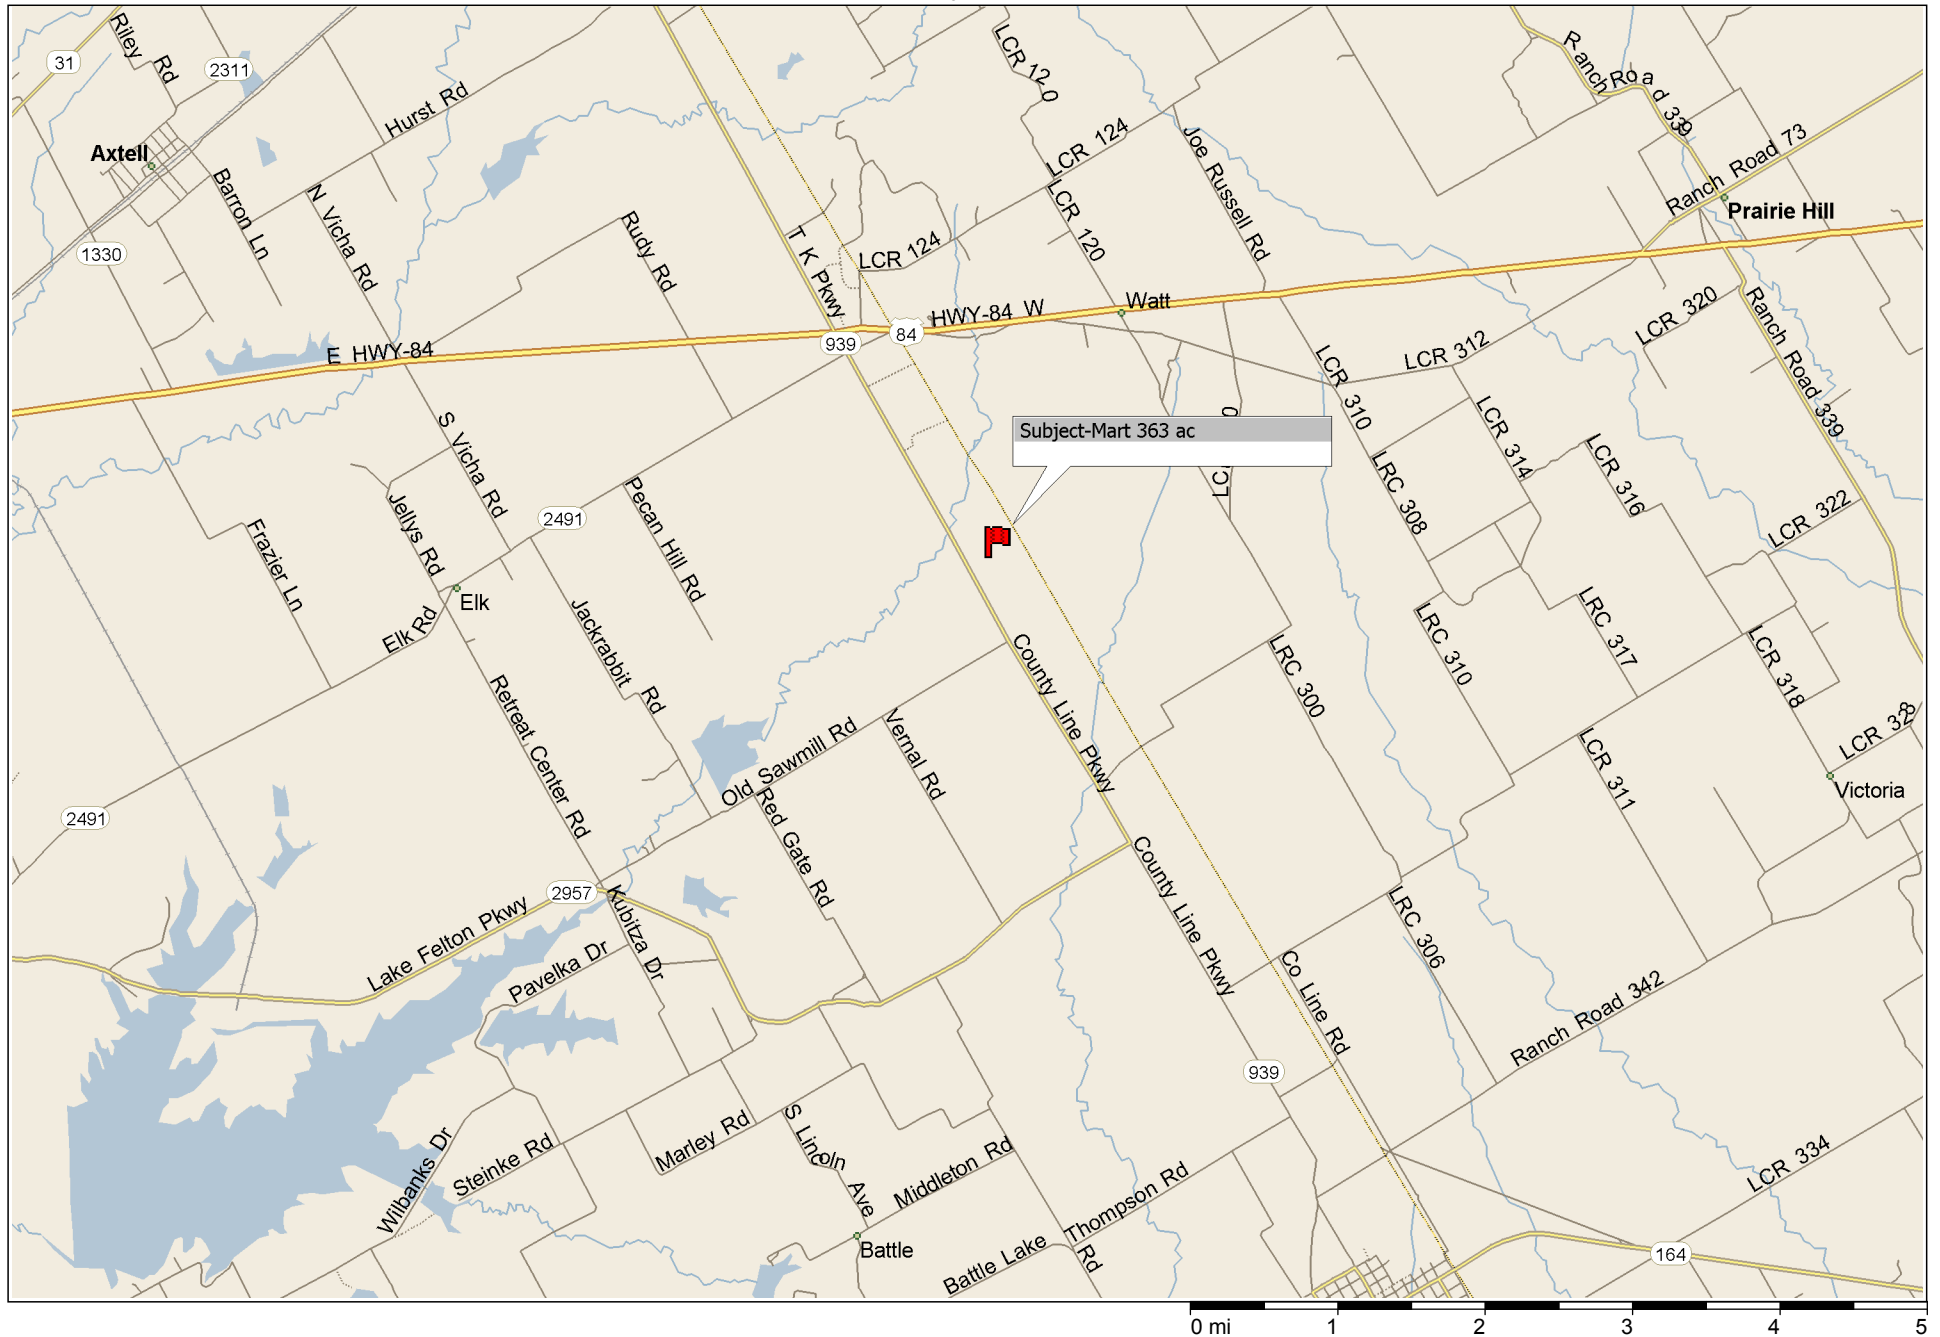 31
Riley Rd
2311
Hurst Rd
Axtell
Barron Ln
N Vicha Rd
1330
Rudy Rd
T K Pkwy
LCR 120
LCR 124
LCR 124
LCR 120
Joe Russell Rd
Ranch Road 339
Ranch Road 73
Prairie Hill
E HWY-84
939
84
HWY-84 W
Watt
LCR 320
LCR 312
Ranch Road 339
LCR 310
S Vicha Rd
Subject-Mart 363 ac
LCR 314
LCR 316
LRC 308
LCR 322
Jellys Rd
2491
Pecan Hill Rd
Frazier Ln
Elk
Elk Rd
Jackrabbit Rd
County Line Pkwy
LRC 300
LRC 310
LRC 317
LCR 318
LCR 328
Retreat Center Rd
Old Sawmill Rd
Vernal Rd
LCR 311
Victoria
2491
Red Gate Rd
County Line Pkwy
2957
Lake Felton Pkwy
Kubitza Dr
Pavelka Dr
LRC 306
Co Line Rd
Ranch Road 342
939
Wilbanks Dr
Steinke Rd
Marley Rd
S Lincoln Ave
Middleton Rd
Battle
Battle Lake Rd
Thompson Rd
LCR 334
164
0 mi 1 2 3 4 5